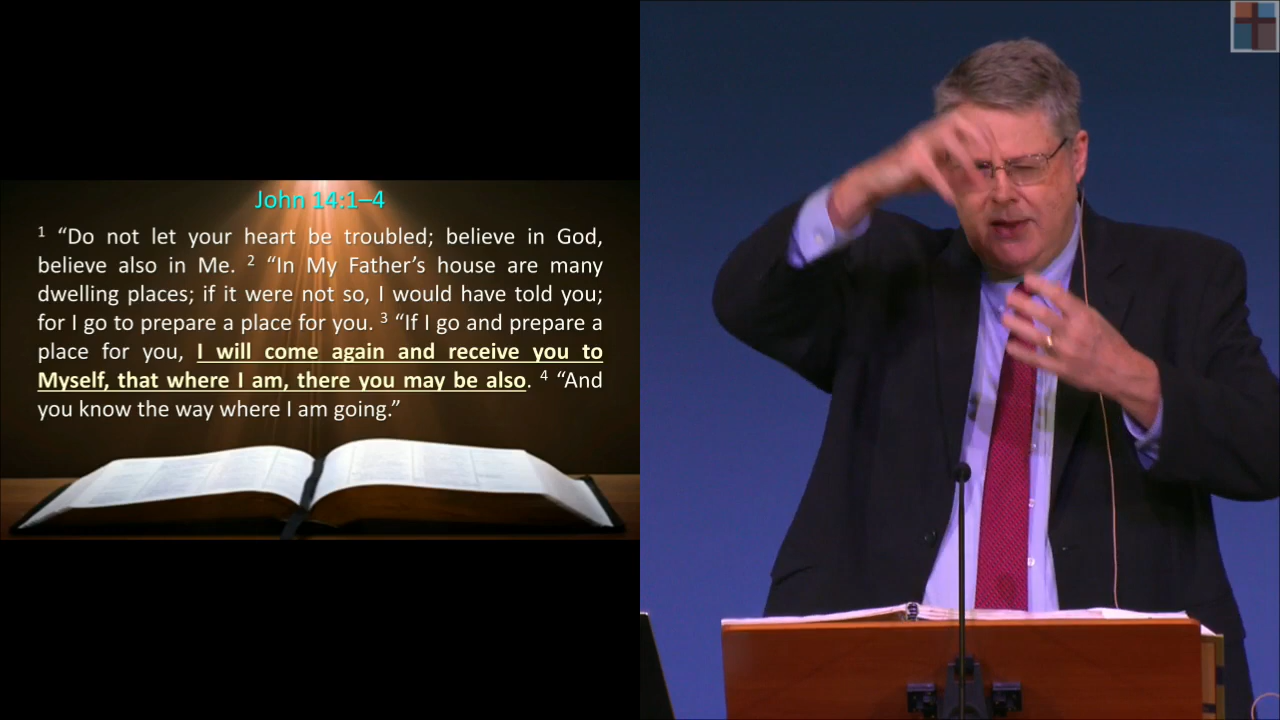 John 14:1–4
1 “Do not let your heart be troubled; believe in God,
believe also in Me. 2 “In My Father’s house are many
dwelling places; if it were not so, I would have told you;
for I go to prepare a place for you. 3 “If I go and prepare a
place for you, I will come again and receive you to
Myself, that where I am, there you may be also. 4 “And
you know the way where I am going.”